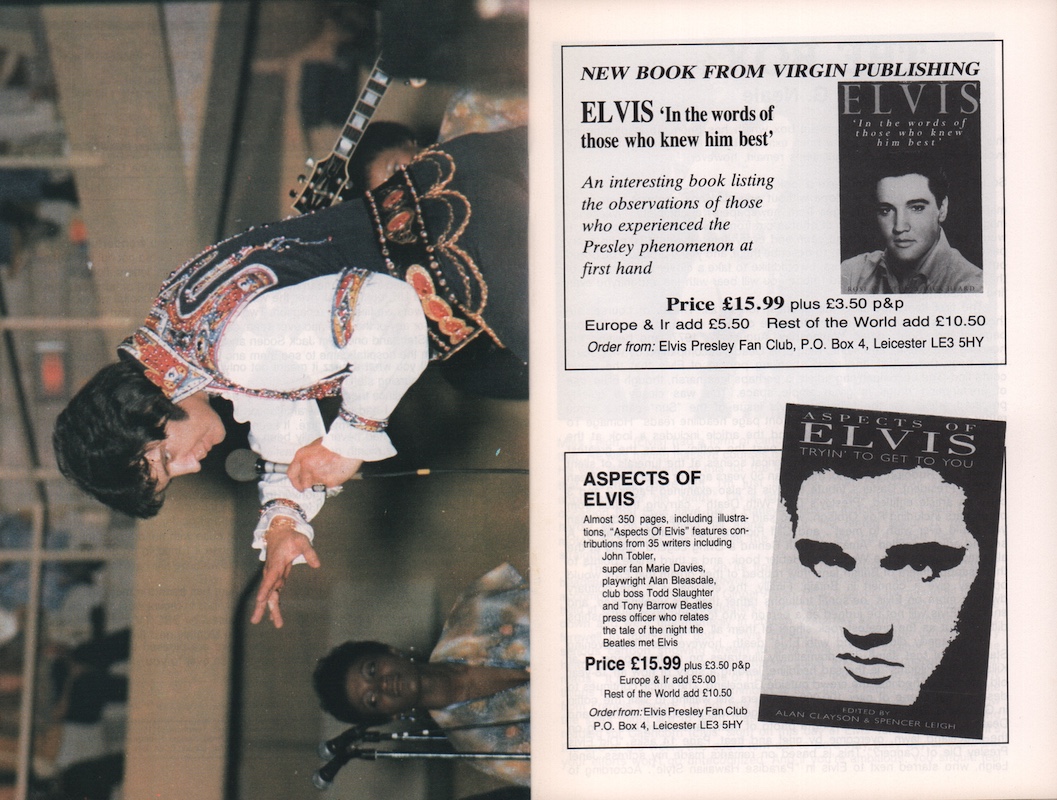 NEW BOOK FROM VIRGIN PUBLISHING
ELVIS ‘In the words of
those who knew him best’
An interesting book listing
the observations of those
who experienced the
Presley phenomenon at
first hand
ELVIS
‘In the words of
those who knew
him best’
Price £15.99 plus £3.50 p&p
Europe & Ir add £5.50 Rest of the World add £10.50
Order from: Elvis Presley Fan Club, P.O. Box 4, Leicester LE3 5HY
ASPECTS OF
ELVIS
Almost 350 pages, including illustra-
tions, “Aspects Of Elvis” features con-
tributions from 35 writers including
John Tobler,
super fan Marie Davies,
playwright Alan Bleasdale,
club boss Todd Slaughter
and Tony Barrow Beatles
press officer who relates
the tale of the night the
Beatles met Elvis
Price £15.99 plus £3.50 p&p
Europe & Ir add £5.00
Rest of the World add £10.50
Order from: Elvis Presley Fan Club
P.O. Box 4, Leicester LE3 5HY
ASPECTS OF
ELVIS
TRYIN’ TO GET TO YOU
EDITED BY
ALAN CLAYSON & SPENCER LEIGH